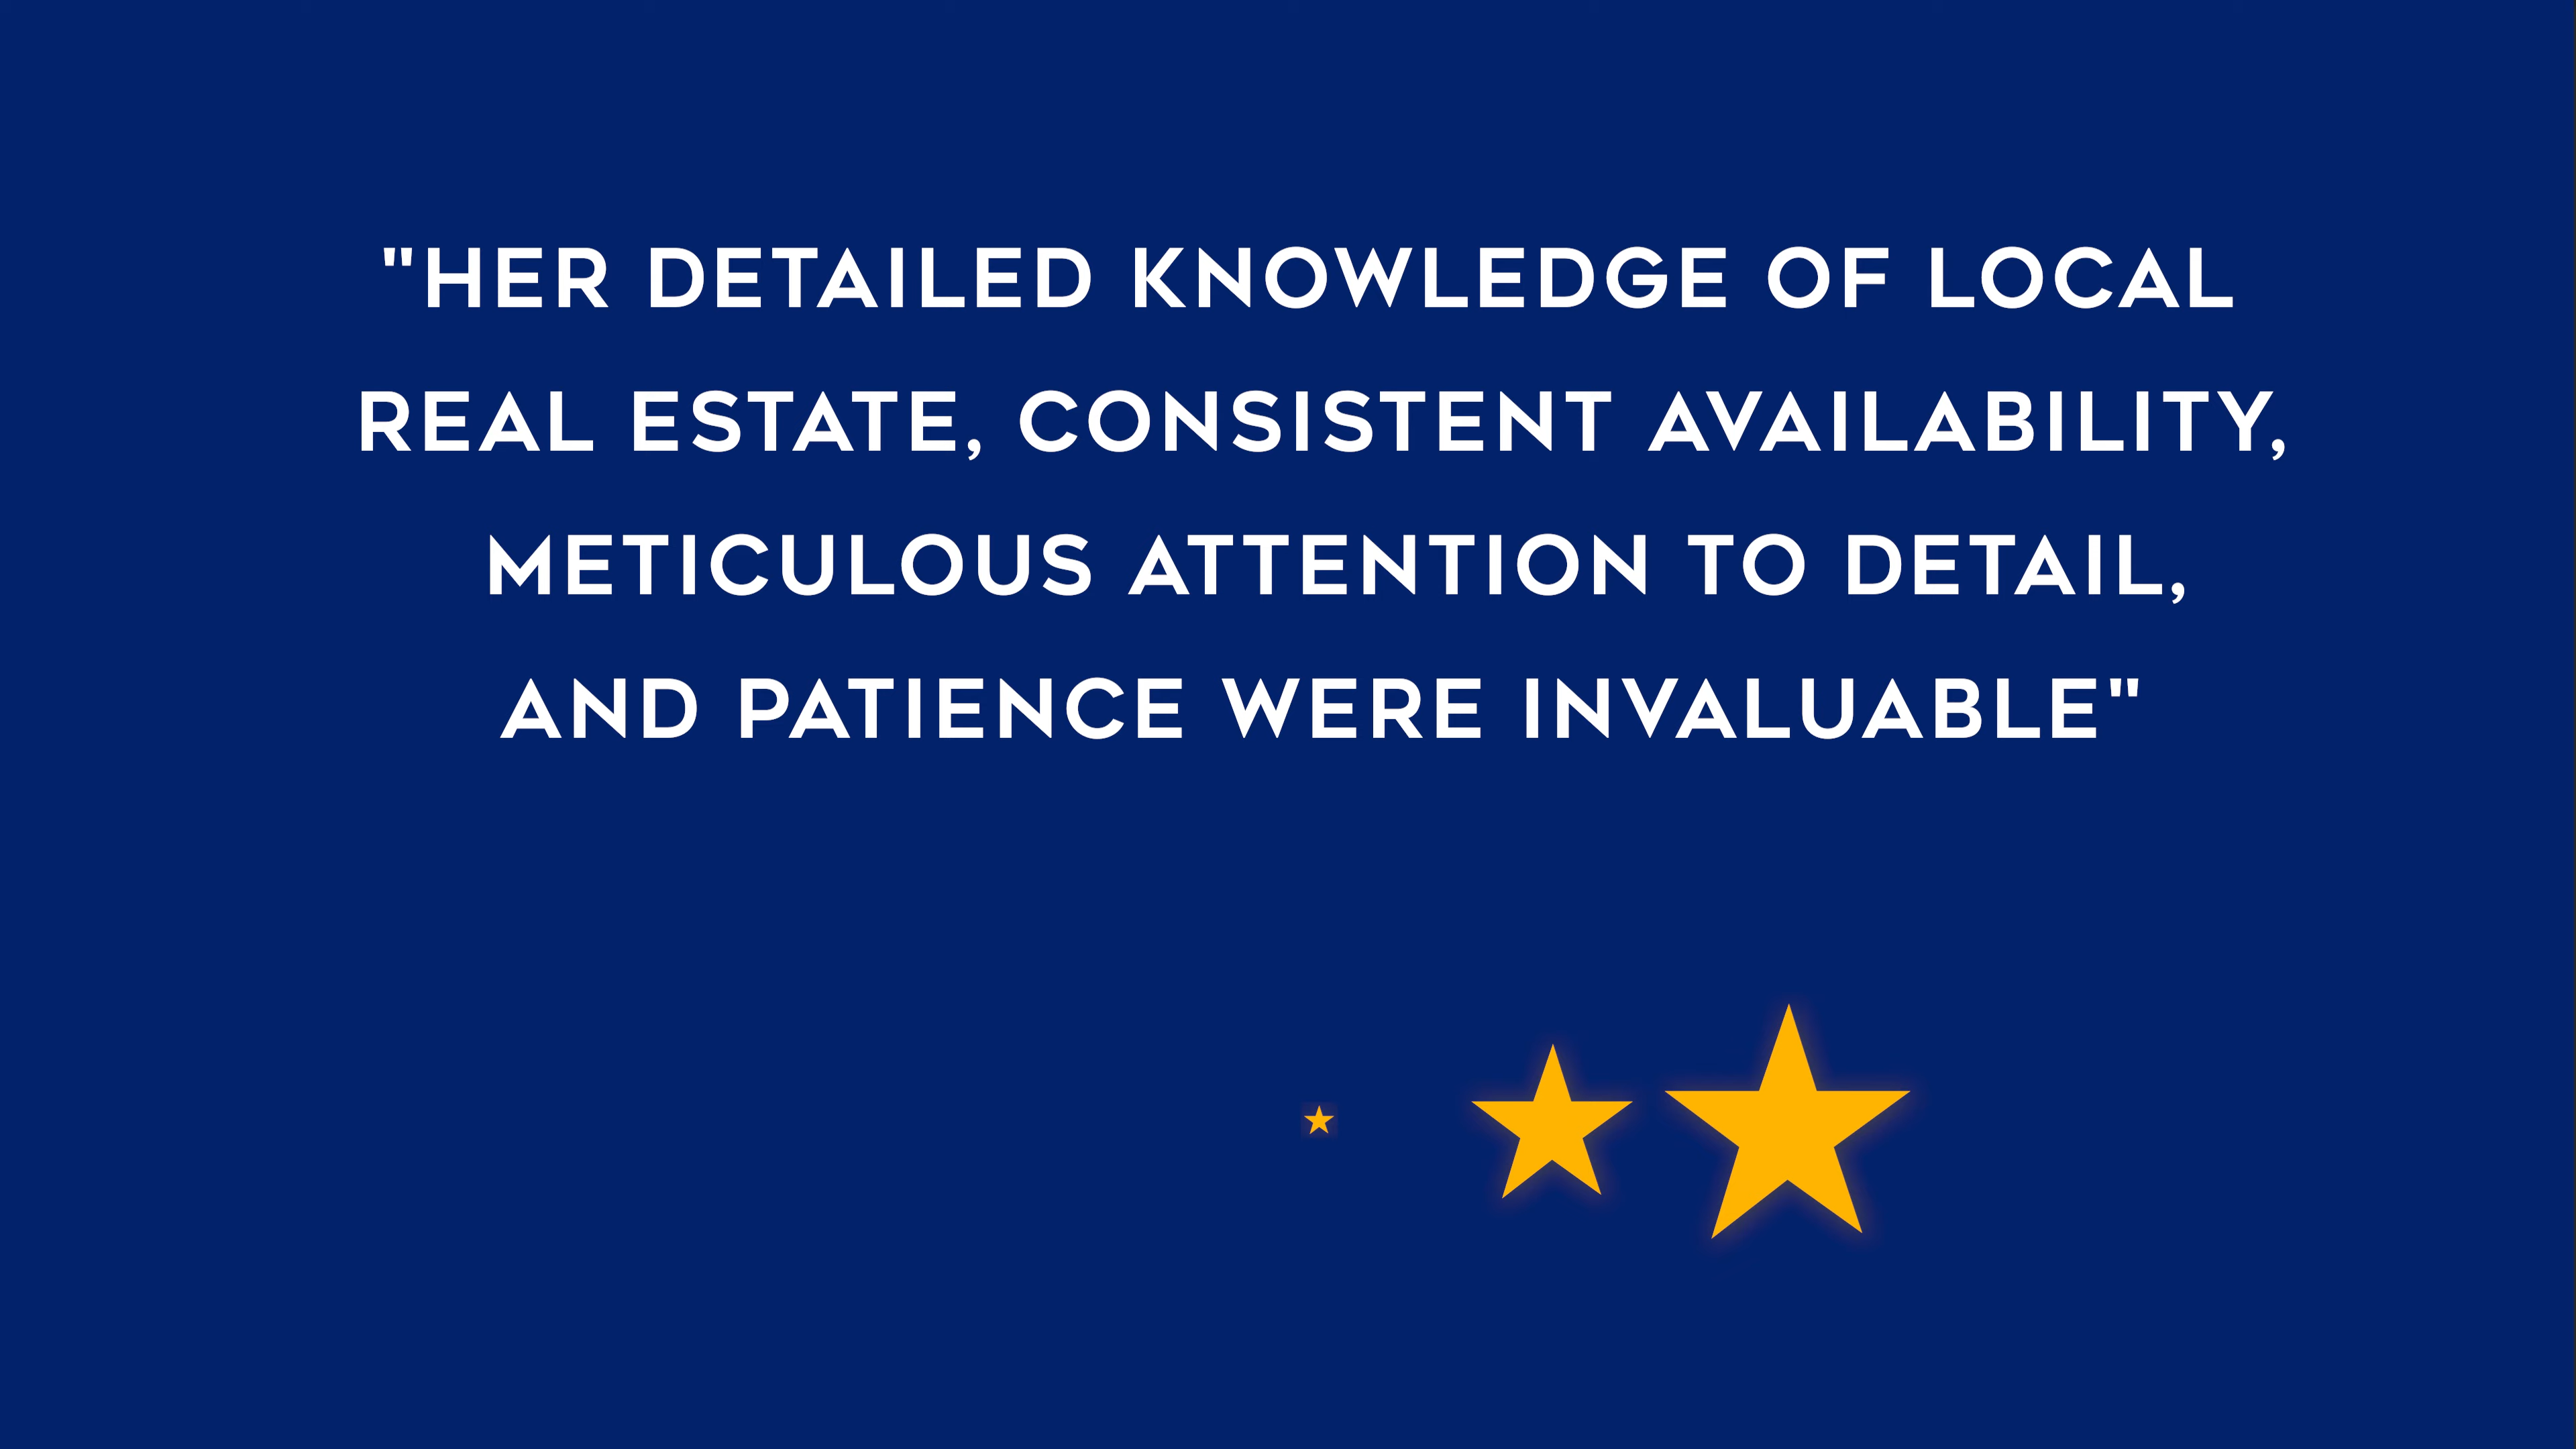 "HER DETAILED KNOWLEDGE OF LOCAL
REAL ESTATE, CONSISTENT AVAILABILITY,
METICULOUS ATTENTION TO DETAIL,
AND PATIENCE WERE INVALUABLE"